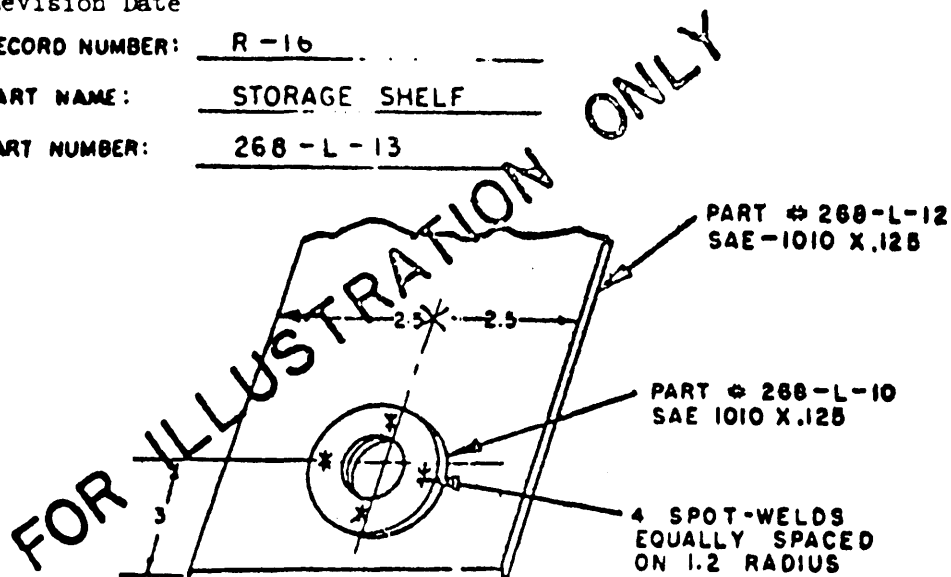 evision Date
ECORD NUMBER: R-16
ART NAME: STORAGE SHELF
ART NUMBER: 268-L-13
FOR ILLUSTRATION ONLY
PART # 268-L-12
SAE-1010 X.125
2.5 2.5
PART # 268-L-10
SAE 1010 X.125
3
4 SPOT-WELDS
EQUALLY SPACED
ON 1.2 RADIUS